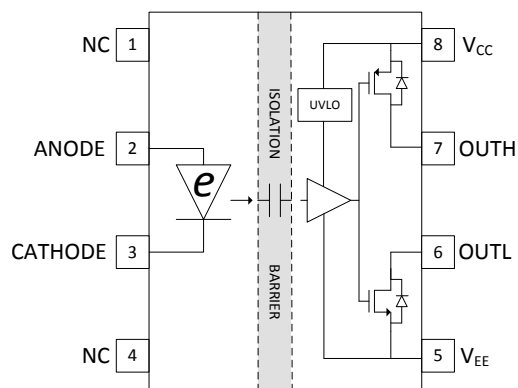 NC 1
ANODE 2
CATHODE 3
NC 4
e
ISOLATION
BARRIER
UVLO
8 VCC
7 OUTH
6 OUTL
5 VEE